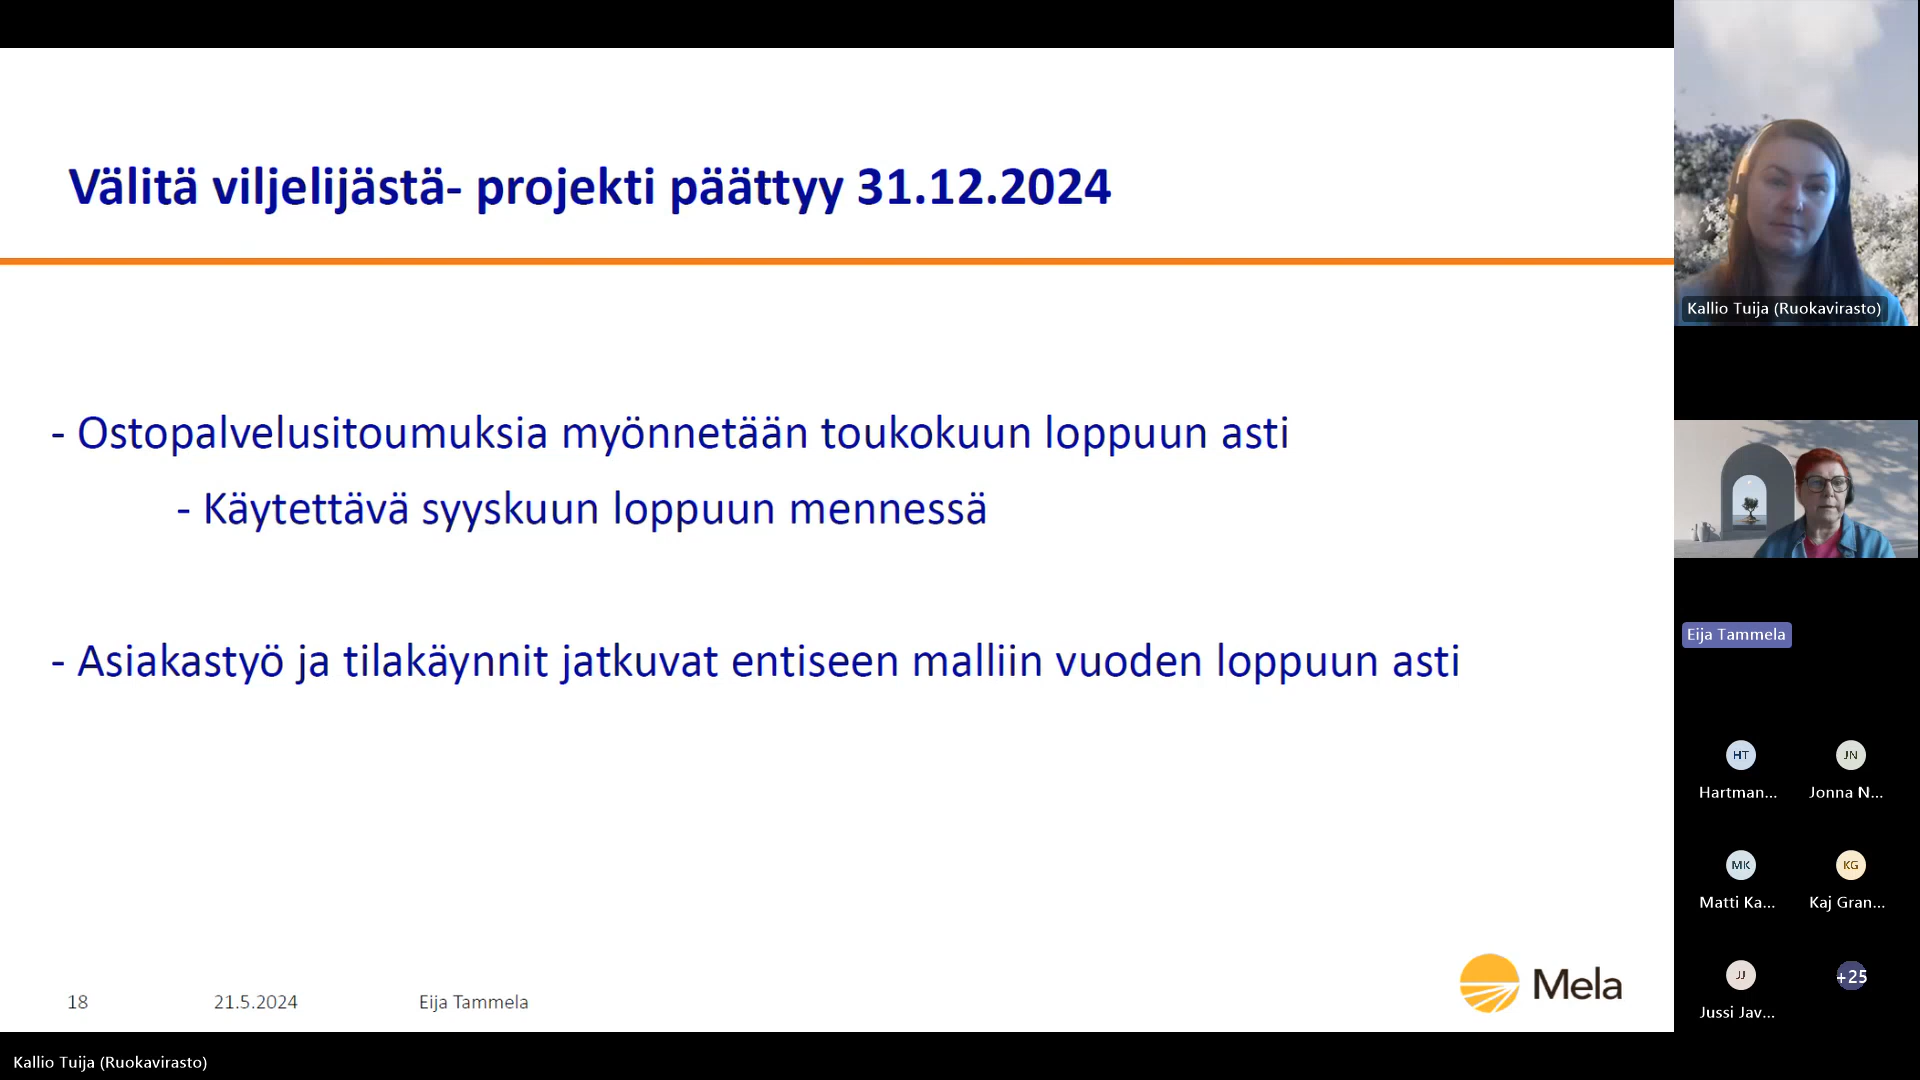 Välitä viljelijästä- projekti päättyy 31.12.2024
- Ostopalvelusitoumuksia myönnetään toukokuun loppuun asti
- Käytettävä syyskuun loppuun mennessä
- Asiakastyö ja tilakäynnit jatkuvat entiseen malliin vuoden loppuun asti
18 21.5.2024 Eija Tammela
Mela
Kallio Tuija (Ruokavirasto)
Eija Tammela
HT JN
Hartman... Jonna N...
MK KG
Matti Ka... Kaj Gran...
JJ +25
Jussi Jav...
Kallio Tuija (Ruokavirasto)